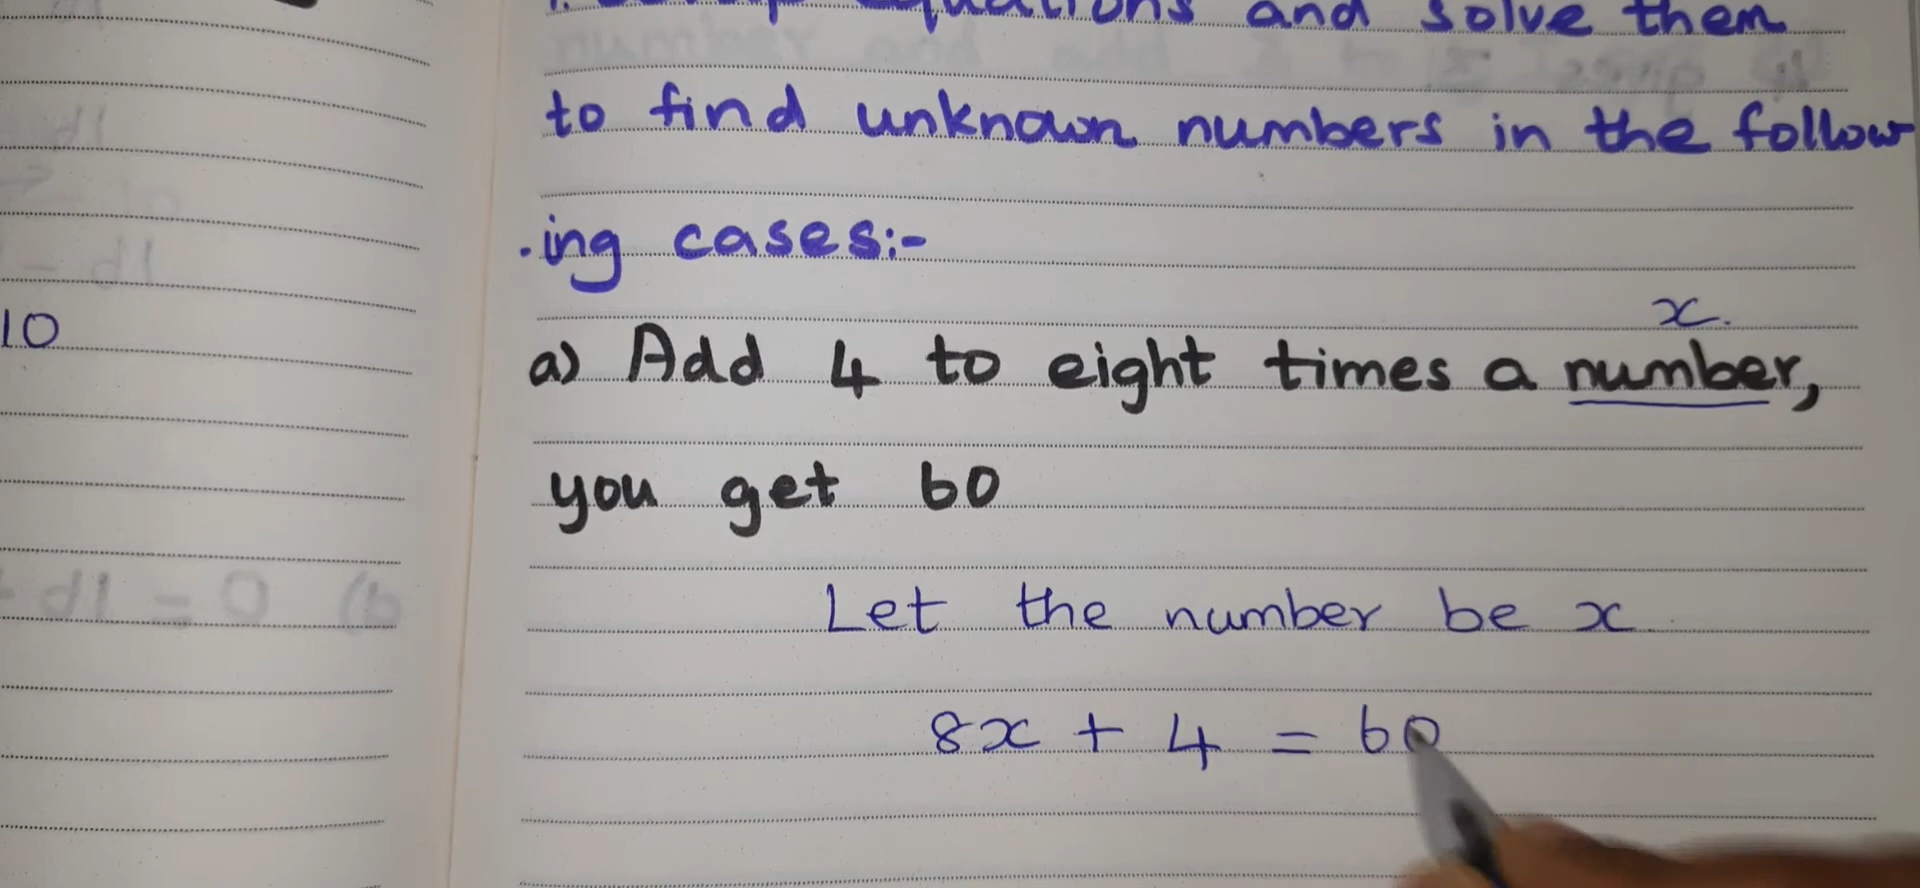 equations and solve them
to find unknown numbers in the follow
.ing cases:-
x.
10
a) Add 4 to eight times a number,
you get 60
Let the number be x.
8x + 4 = 60